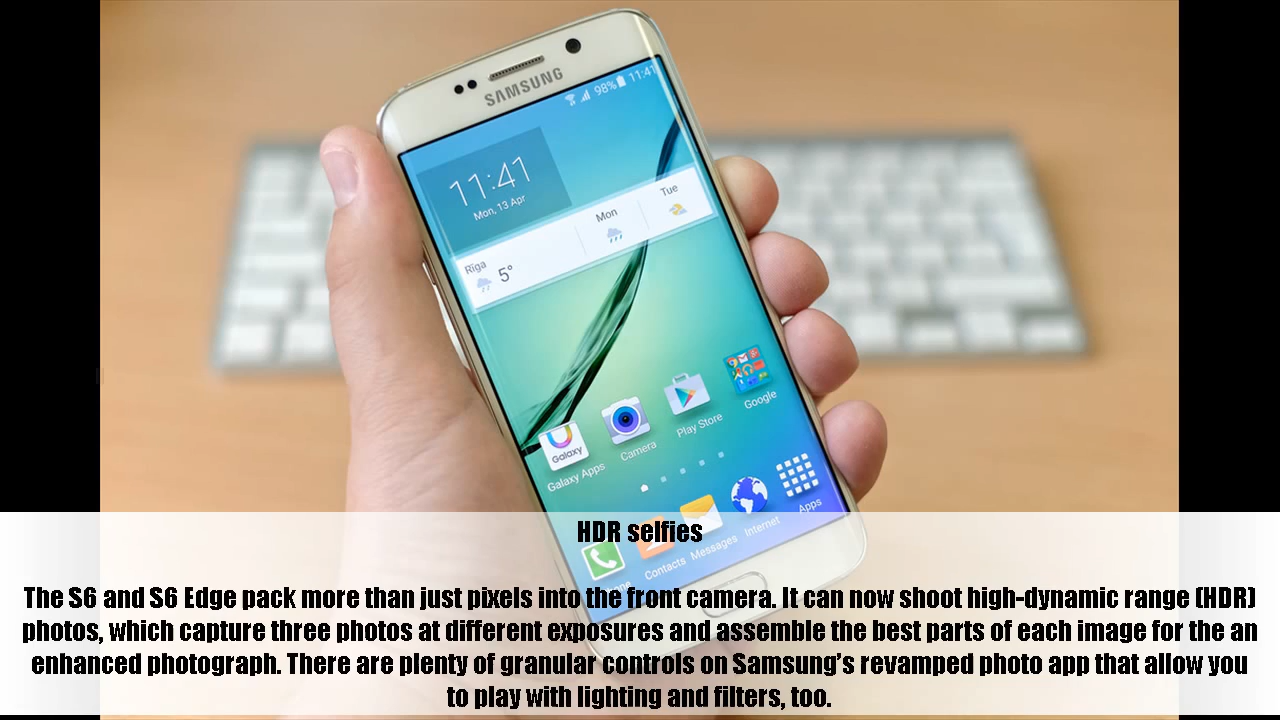 SAMSUNG
98% 11:41
11:41
Mon, 13 Apr
Mon
Tue
Riga
5°
Galaxy
Galaxy Apps
Camera
Play Store
Google
Contacts
Messages
Internet
Apps
HDR selfies
The S6 and S6 Edge pack more than just pixels into the front camera. It can now shoot high-dynamic range (HDR)
photos, which capture three photos at different exposures and assemble the best parts of each image for the an
enhanced photograph. There are plenty of granular controls on Samsung’s revamped photo app that allow you
to play with lighting and filters, too.